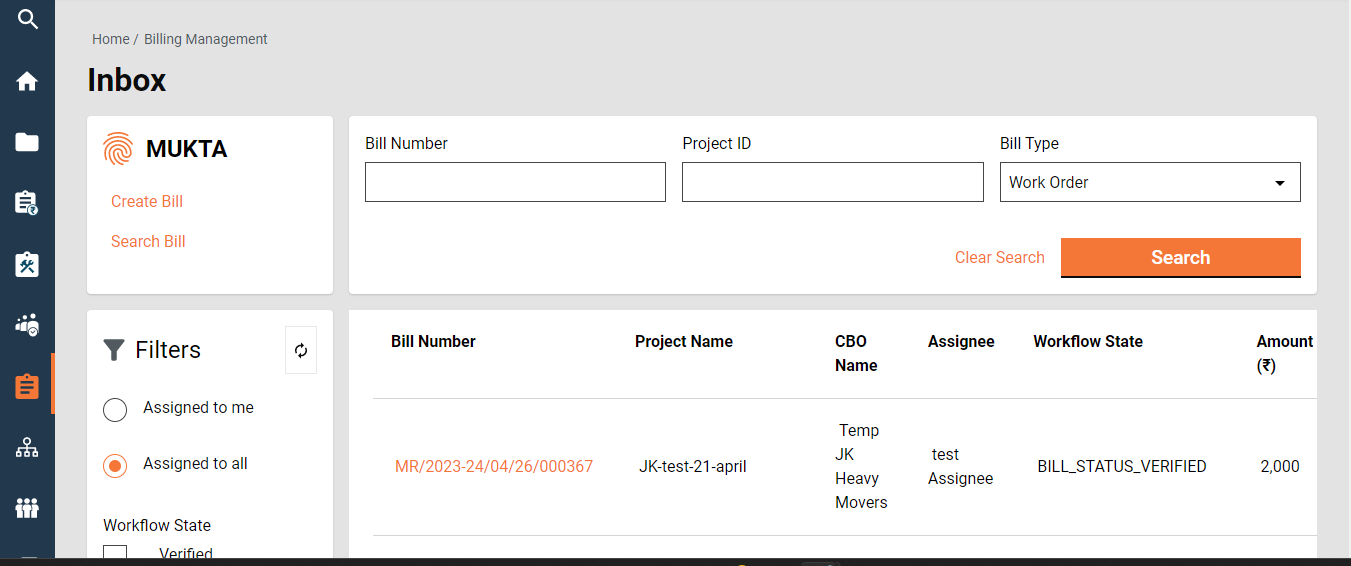 Home / Billing Management
Inbox
MUKTA
Create Bill
Search Bill
Bill Number
Project ID
Bill Type
Work Order
Clear Search
Search
Filters
Assigned to me
Assigned to all
Workflow State
Verified
Bill Number Project Name CBO Name Assignee Workflow State Amount (₹)
MR/2023-24/04/26/000367 JK-test-21-april Temp JK Heavy Movers test Assignee BILL_STATUS_VERIFIED 2,000